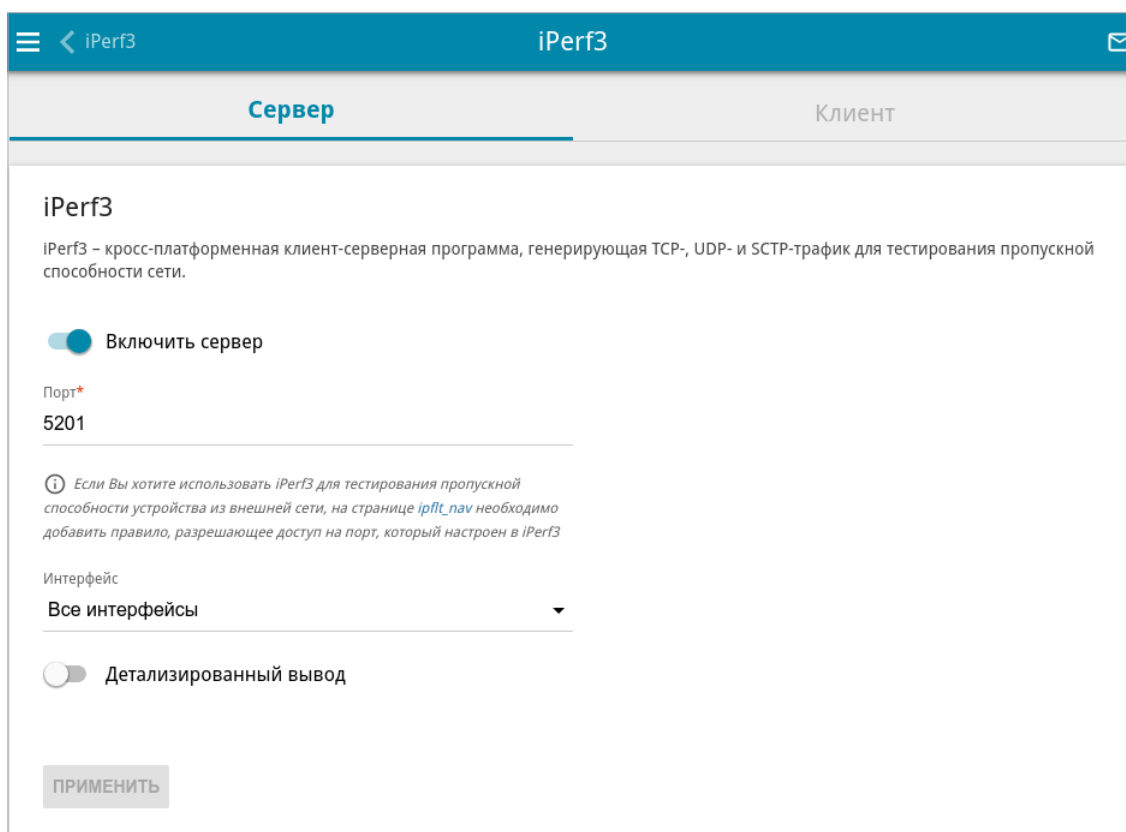 iPerf3
iPerf3
Сервер
Клиент
iPerf3
iPerf3 – кросс-платформенная клиент-серверная программа, генерирующая TCP-, UDP- и SCTP-трафик для тестирования пропускной
способности сети.
Включить сервер
Порт*
5201
Если Вы хотите использовать iPerf3 для тестирования пропускной
способности устройства из внешней сети, на странице ipflt_nav необходимо
добавить правило, разрешающее доступ на порт, который настроен в iPerf3
Интерфейс
Все интерфейсы
Детализированный вывод
ПРИМЕНИТЬ